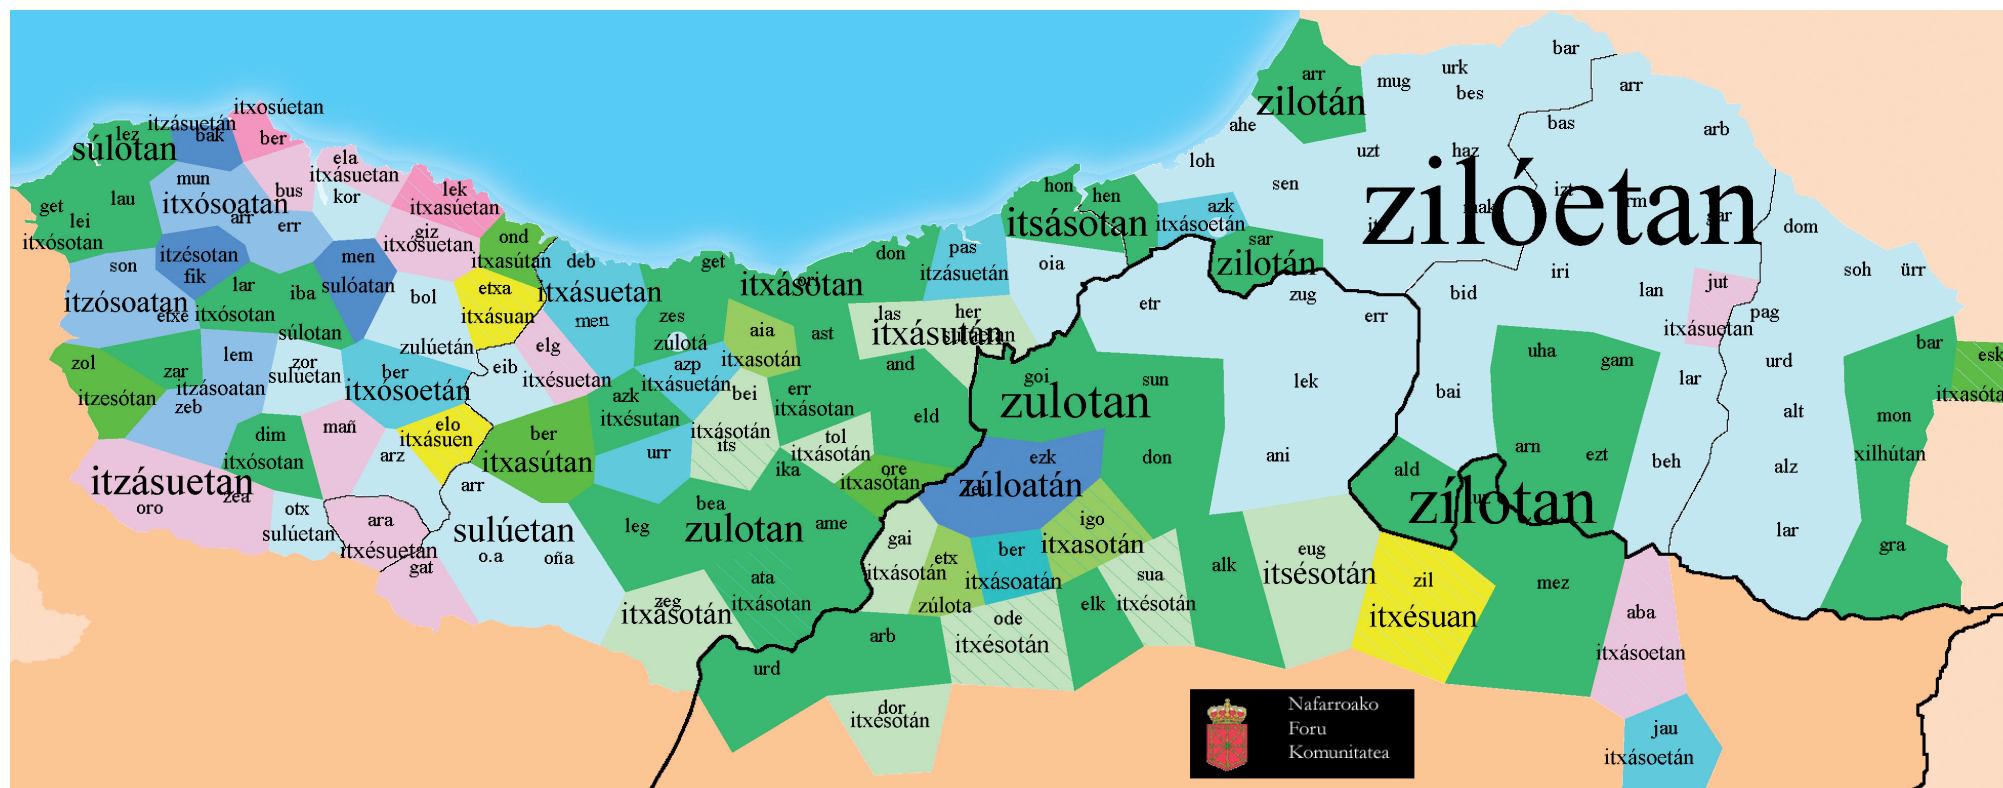 bar
urk
arr
mug
arr
bes
zilotán
itxosúetan
itzásuetán
ahe
bas
arb
lez
bak
ber
súlotan
uzt
haz
ela
loh
itxásuetan
mun
sen
zilóetan
lek
hon
izt
bus
kor
hen
lau
azk
get
itxósoatan
itxasúetan
lei
arr
itsásotan
itxásoetán
err
giz
dom
itxósotan
ond
sar
itxósuetan
pas
itzésotan
men
itxasútan
deb
get
don
oia
zilotán
son
fik
itzásuetán
iri
soh
ürr
lar
sulóatan
etxa
itxásuetan
itxásotan
zug
bid
lan
jut
itzósoatan
iba
bol
etr
etxe
itxósotan
itxásuan
men
zes
las
her
err
pag
súlotan
aia
ast
itxásután
itxásuetan
zulúetán
elg
zúlotá
bar
lem
uha
esk
zol
zar
zor
ber
eib
itxasotán
and
gam
urd
sulúetan
itxésuetan
azp
goi
sun
lar
itzásoatan
itxósoetán
itxásuetán
lek
itzesótan
azk
bei
err
bai
itxasóta
zeb
itxésutan
itxásotan
zulotan
alt
elo
eld
mon
dim
mañ
itxásuen
ber
itxásotán
tol
arn
its
itxásotán
ezt
xilhútan
itxósotan
arz
itxasútan
urr
ezk
don
ani
beh
ika
ore
ald
alz
itzásuetan
itxasotán
zúloatán
zea
arr
oro
bea
zílotan
otx
ara
leg
zulotan
ame
igo
lar
sulúetan
sulúetan
gai
itxasotán
gra
itxésuetan
o.a
oña
etx
ber
eug
gat
itxásotán
itxásoatán
sua
alk
itsésotán
ata
zil
mez
zeg
itxásotan
zúlota
elk
itxésotán
itxasotán
ode
itxésuan
aba
arb
itxésotán
itxásoetan
urd
dor
itxésotán
Nafarroako
Foru
Komunitatea
jau
itxásoetán